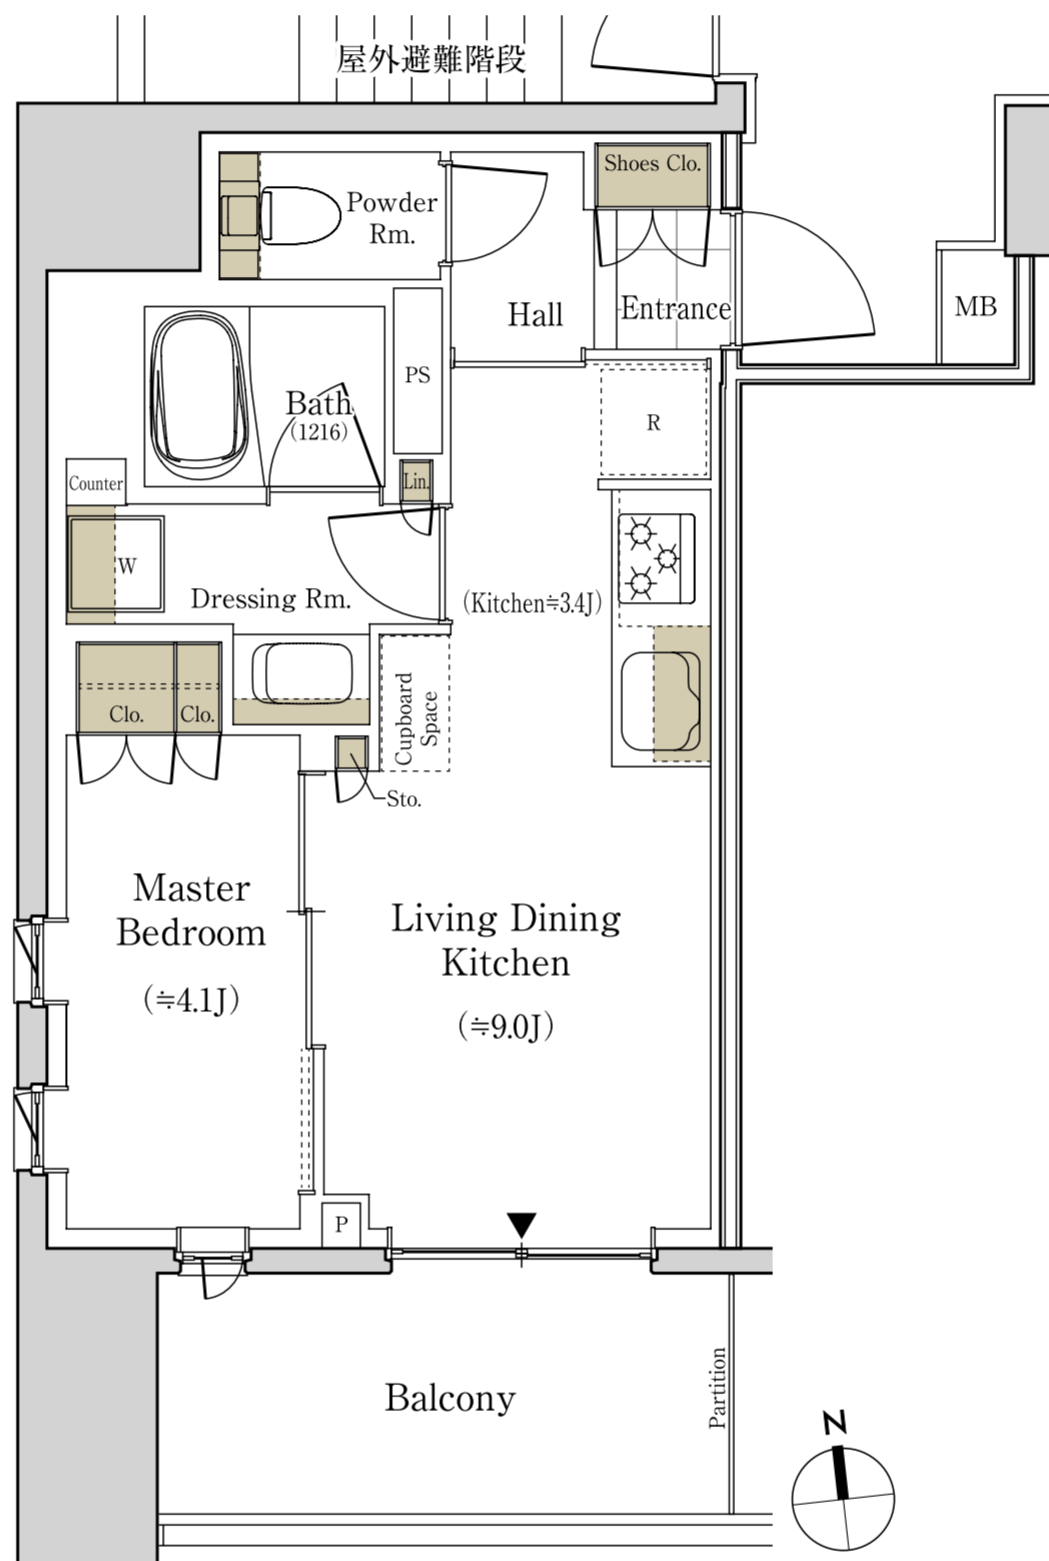 屋外避難階段
Shoes Clo.
Powder
Rm.
Hall
Entrance
MB
PS
Bath
(1216)
R
Counter
Lin.
W
Dressing Rm.
(Kitchen≒3.4J)
Clo.
Clo.
Cupboard
Space
Sto.
Master
Bedroom
(≒4.1J)
Living Dining
Kitchen
(≒9.0J)
P
Balcony
Partition
N